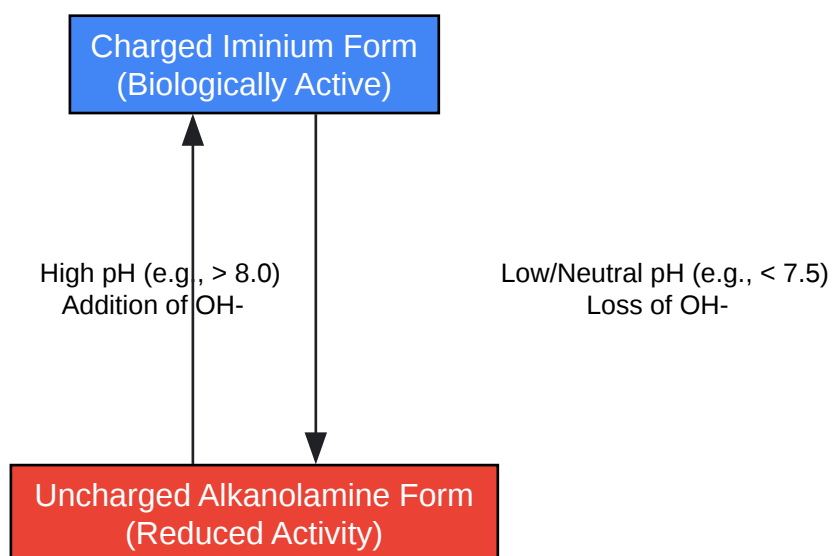 Charged Iminium Form
(Biologically Active)
High pH (e.g., > 8.0)
Addition of OH-
Low/Neutral pH (e.g., < 7.5)
Loss of OH-
Uncharged Alkanolamine Form
(Reduced Activity)